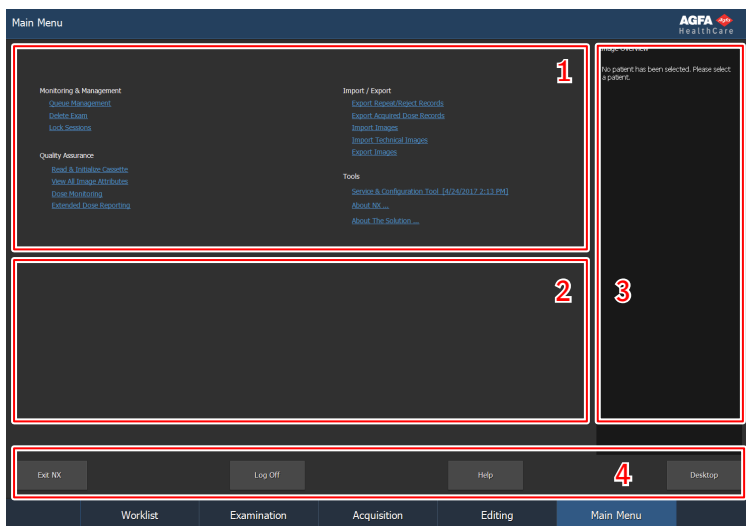 Main Menu
AGFA
HealthCare
1
Image Overview
No patient has been selected. Please select
a patient.
Monitoring & Management
Queue Management
Delete Exam
Lock Sessions
Quality Assurance
Read & Initialize Cassette
View All Image Attributes
Dose Monitoring
Extended Dose Reporting
Import / Export
Export Repeat/Reject Records
Export Acquired Dose Records
Import Images
Import Technical Images
Export Images
Tools
Service & Configuration Tool [4/24/2017 2:13 PM]
About NX ...
About The Solution ...
2
3
4
Exit NX
Log Off
Help
Desktop
Worklist
Examination
Acquisition
Editing
Main Menu